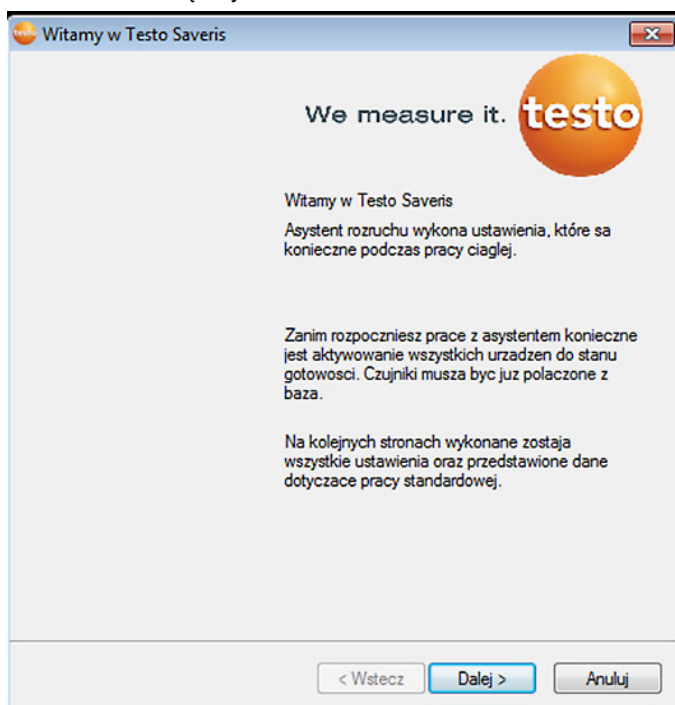 Witamy w Testo Saveris
We measure it. testo
Witamy w Testo Saveris
Asystent rozruchu wykona ustawienia, które sa
konieczne podczas pracy ciaglej.
Zanim rozpoczniesz prace z asystentem konieczne
jest aktywowanie wszystkich urzadzen do stanu
gotowosci. Czujniki musza byc juz polaczone z
baza.
Na kolejnych stronach wykonane zostaja
wszystkie ustawienia oraz przedstawione dane
dotyczace pracy standardowej.
< Wstecz Dalej > Anuluj